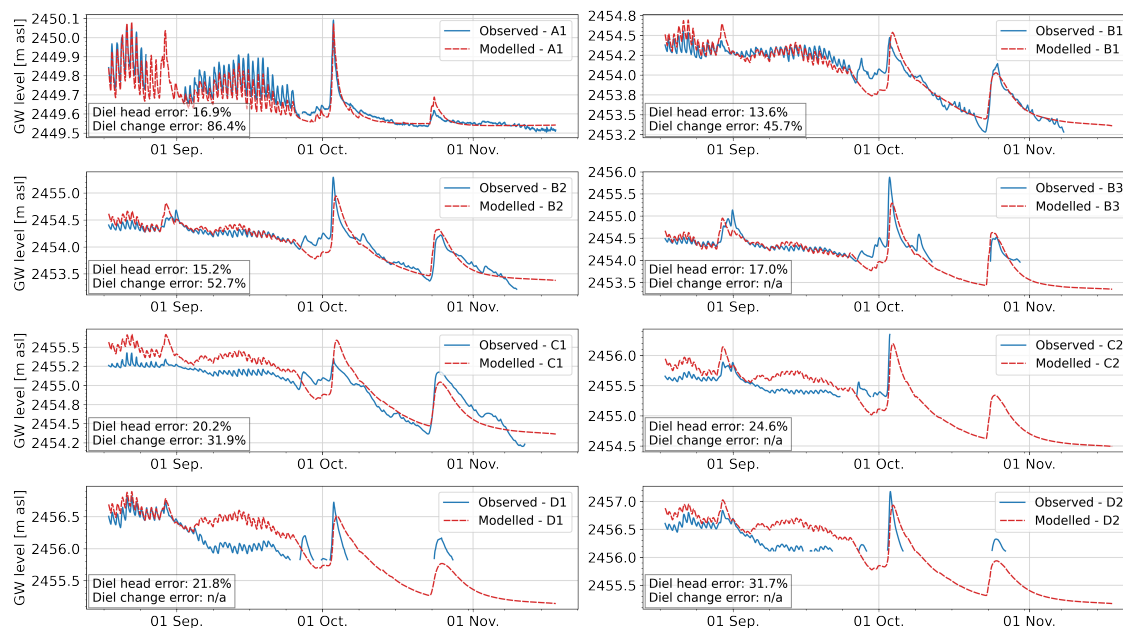 GW level [m asl]
2450.1
2450.0
2449.9
2449.8
2449.7
2449.6
2449.5
Observed - A1
Modelled - A1
Diel head error: 16.9%
Diel change error: 86.4%
01 Sep.
01 Oct.
01 Nov.
2454.8
2454.5
2454.2
2454.0
2453.8
2453.5
2453.2
Observed - B1
Modelled - B1
Diel head error: 13.6%
Diel change error: 45.7%
01 Sep.
01 Oct.
01 Nov.
GW level [m asl]
2455.0
2454.5
2454.0
2453.5
Observed - B2
Modelled - B2
Diel head error: 15.2%
Diel change error: 52.7%
01 Sep.
01 Oct.
01 Nov.
2456.0
2455.5
2455.0
2454.5
2454.0
2453.5
Observed - B3
Modelled - B3
Diel head error: 17.0%
Diel change error: n/a
01 Sep.
01 Oct.
01 Nov.
GW level [m asl]
2455.5
2455.2
2455.0
2454.8
2454.5
2454.2
Observed - C1
Modelled - C1
Diel head error: 20.2%
Diel change error: 31.9%
01 Sep.
01 Oct.
01 Nov.
2456.0
2455.5
2455.0
2454.5
Observed - C2
Modelled - C2
Diel head error: 24.6%
Diel change error: n/a
01 Sep.
01 Oct.
01 Nov.
GW level [m asl]
2456.5
2456.0
2455.5
Observed - D1
Modelled - D1
Diel head error: 21.8%
Diel change error: n/a
01 Sep.
01 Oct.
01 Nov.
2457.0
2456.5
2456.0
2455.5
Observed - D2
Modelled - D2
Diel head error: 31.7%
Diel change error: n/a
01 Sep.
01 Oct.
01 Nov.